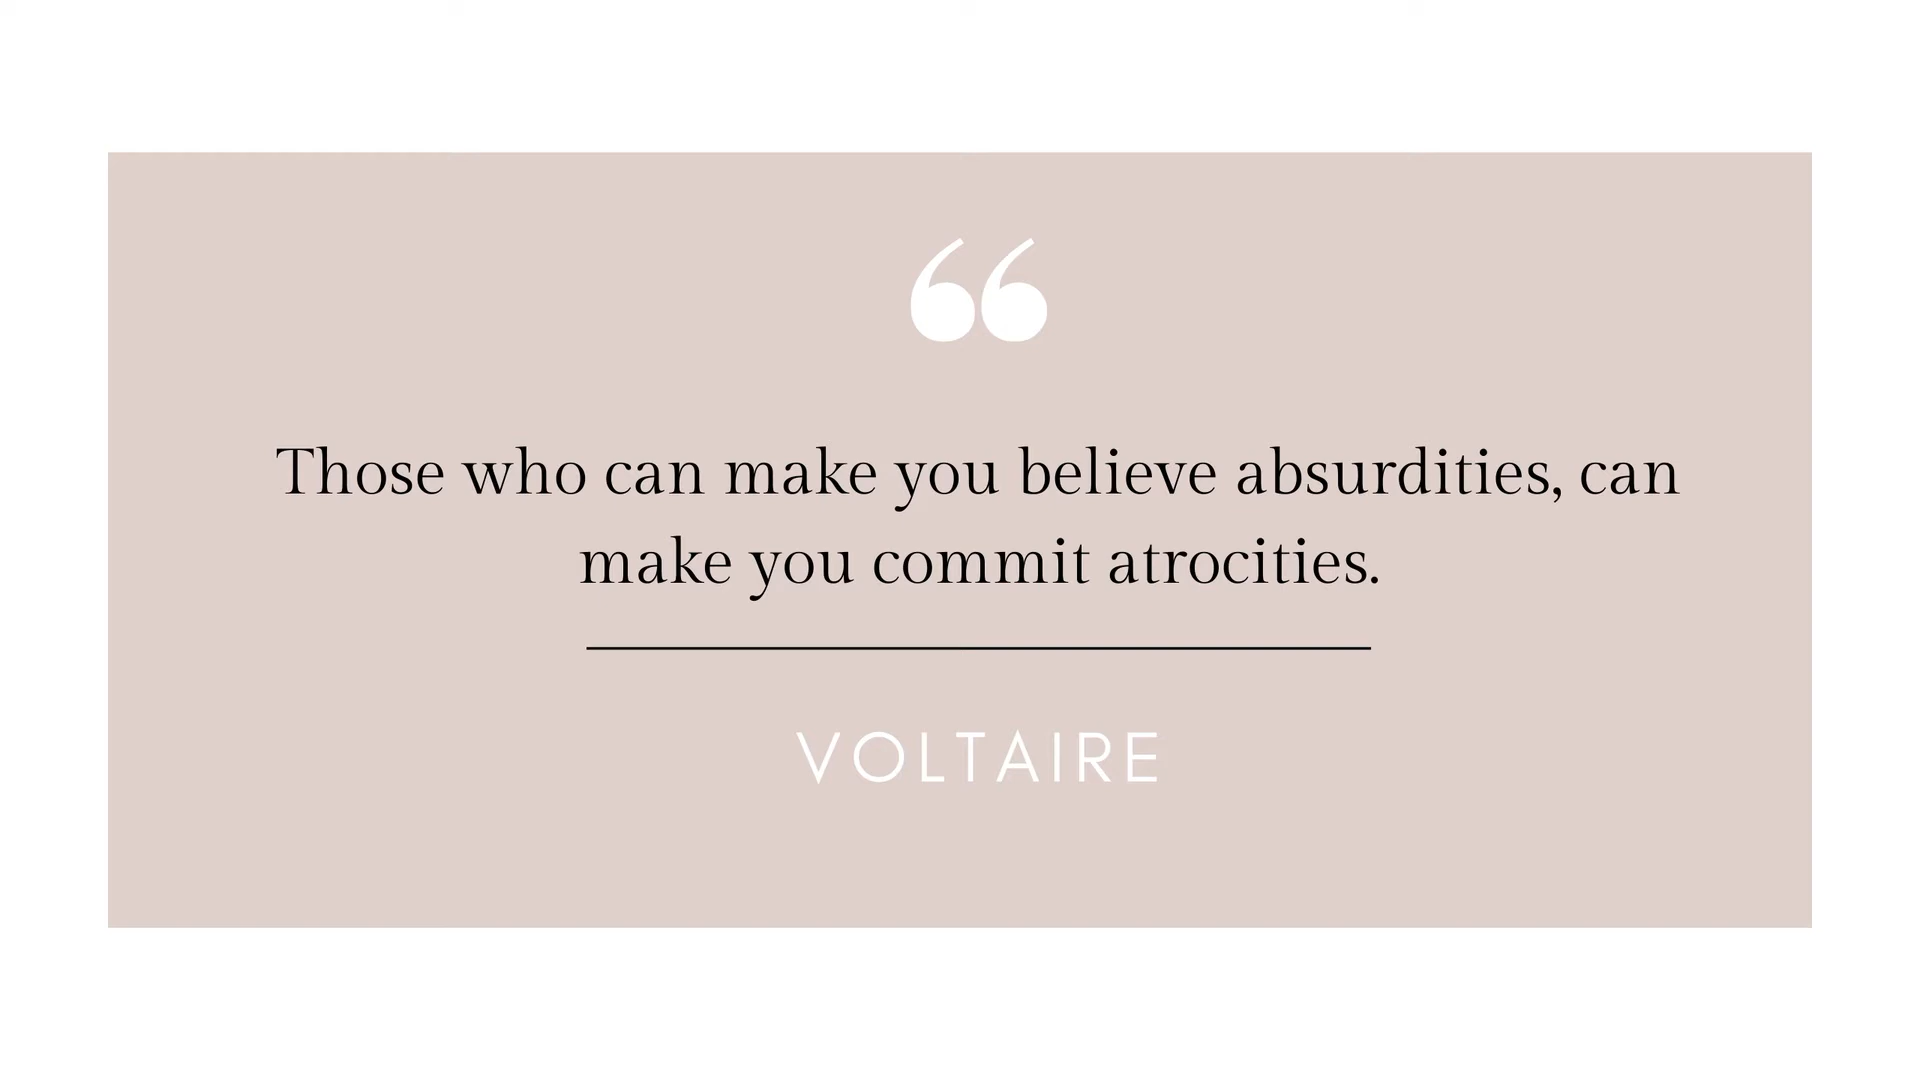 “
Those who can make you believe absurdities, can
make you commit atrocities.
VOLTAIRE